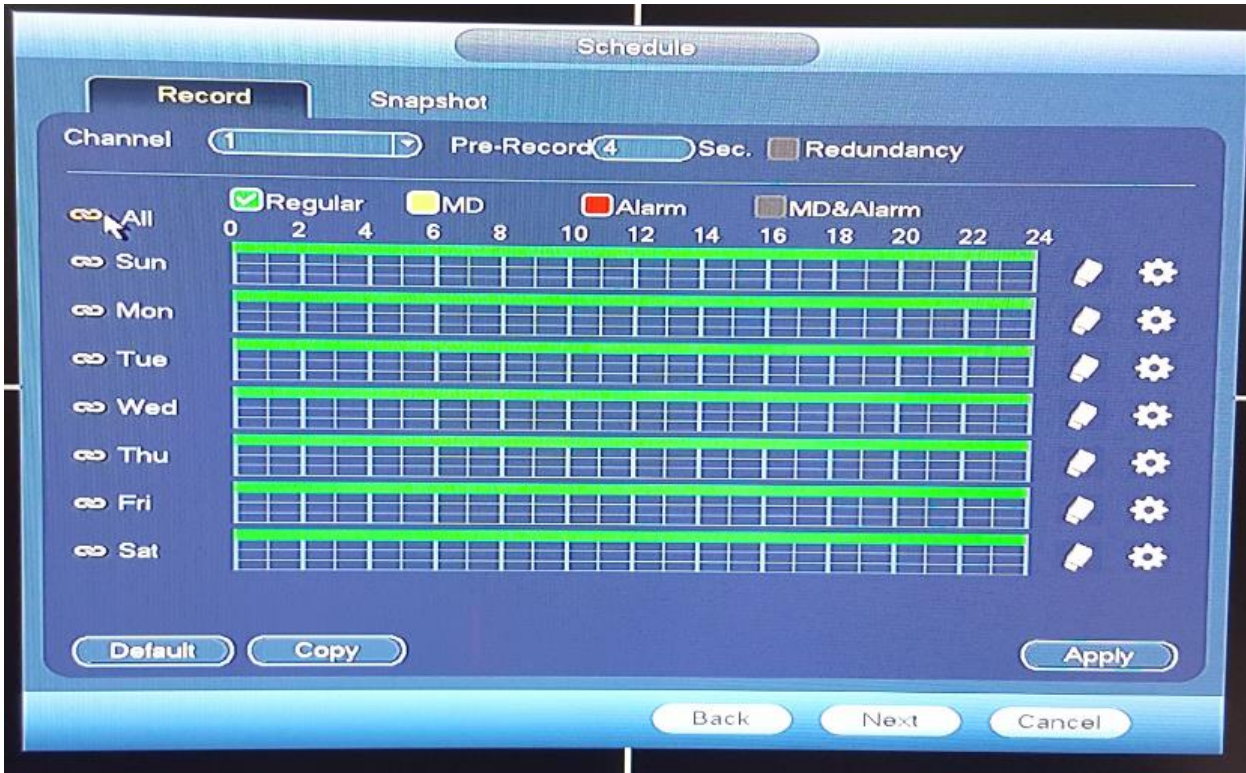 Schedule
Record Snapshot
Channel 1 Pre-Record 4 Sec. Redundancy
All Regular MD Alarm MD&Alarm
0 2 4 6 8 10 12 14 16 18 20 22 24
Sun
Mon
Tue
Wed
Thu
Fri
Sat
Default Copy Apply
Back Next Cancel